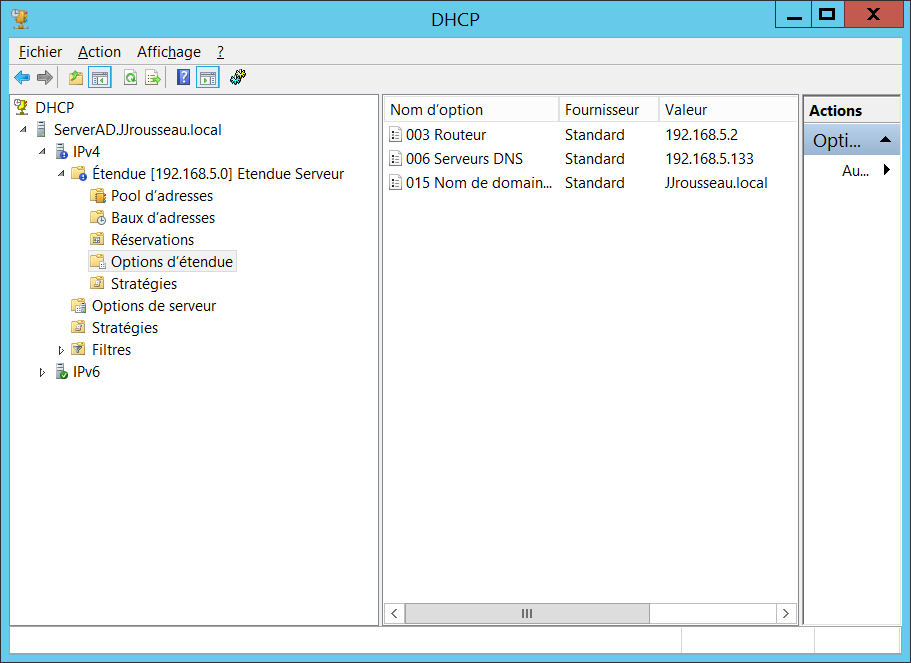 DHCP
Fichier Action Affichage ?
DHCP
ServerAD.JJrousseau.local
IPv4
Étendue [192.168.5.0] Etendue Serveur
Pool d'adresses
Baux d'adresses
Réservations
Options d'étendue
Stratégies
Options de serveur
Stratégies
Filtres
IPv6
Nom d'option Fournisseur Valeur
003 Routeur Standard 192.168.5.2
006 Serveurs DNS Standard 192.168.5.133
015 Nom de domain... Standard JJrousseau.local
Actions
Opti...
Au...